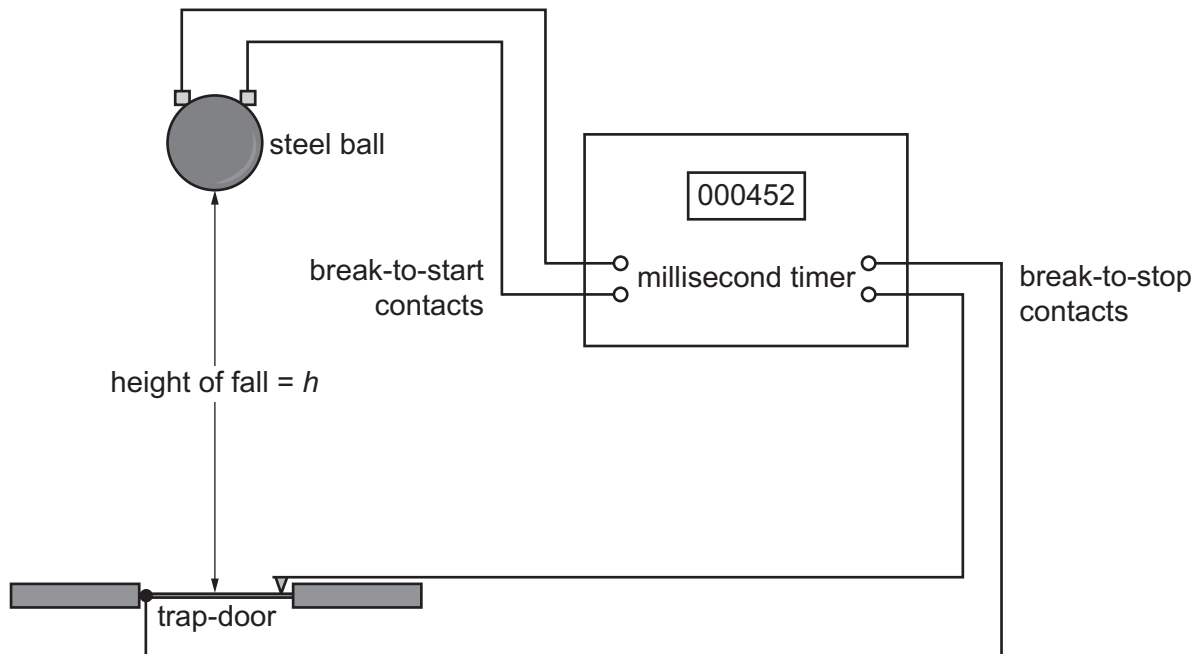 steel ball
000452
break-to-start
contacts
millisecond timer
break-to-stop
contacts
height of fall = h
trap-door